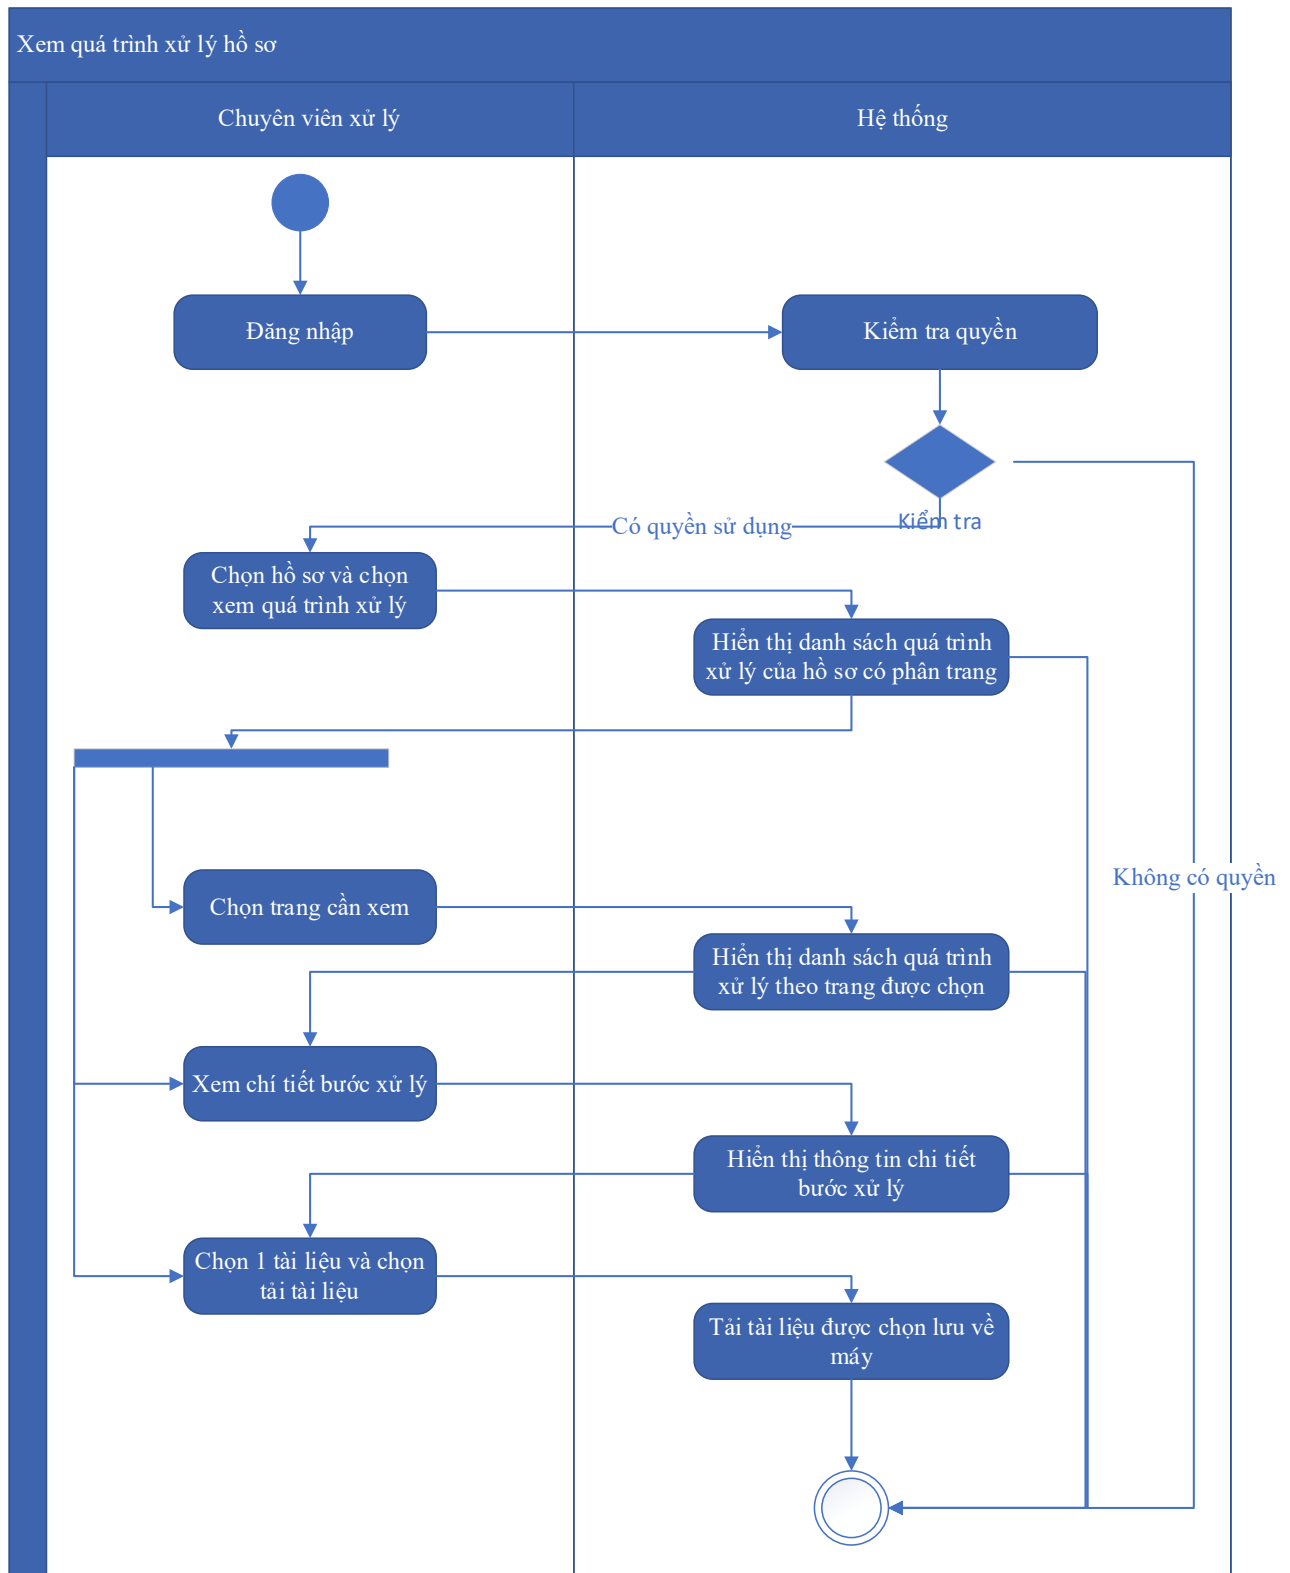 Xem quá trình xử lý hồ sơ
Chuyên viên xử lý
Hệ thống
Đăng nhập
Kiểm tra quyền
Có quyền sử dụng
Kiểm tra
Chọn hồ sơ và chọn
xem quá trình xử lý
Hiển thị danh sách quá trình
xử lý của hồ sơ có phân trang
Không có quyền
Chọn trang cần xem
Hiển thị danh sách quá trình
xử lý theo trang được chọn
Xem chí tiết bước xử lý
Hiển thị thông tin chi tiết
bước xử lý
Chọn 1 tài liệu và chọn
tải tài liệu
Tải tài liệu được chọn lưu về
máy